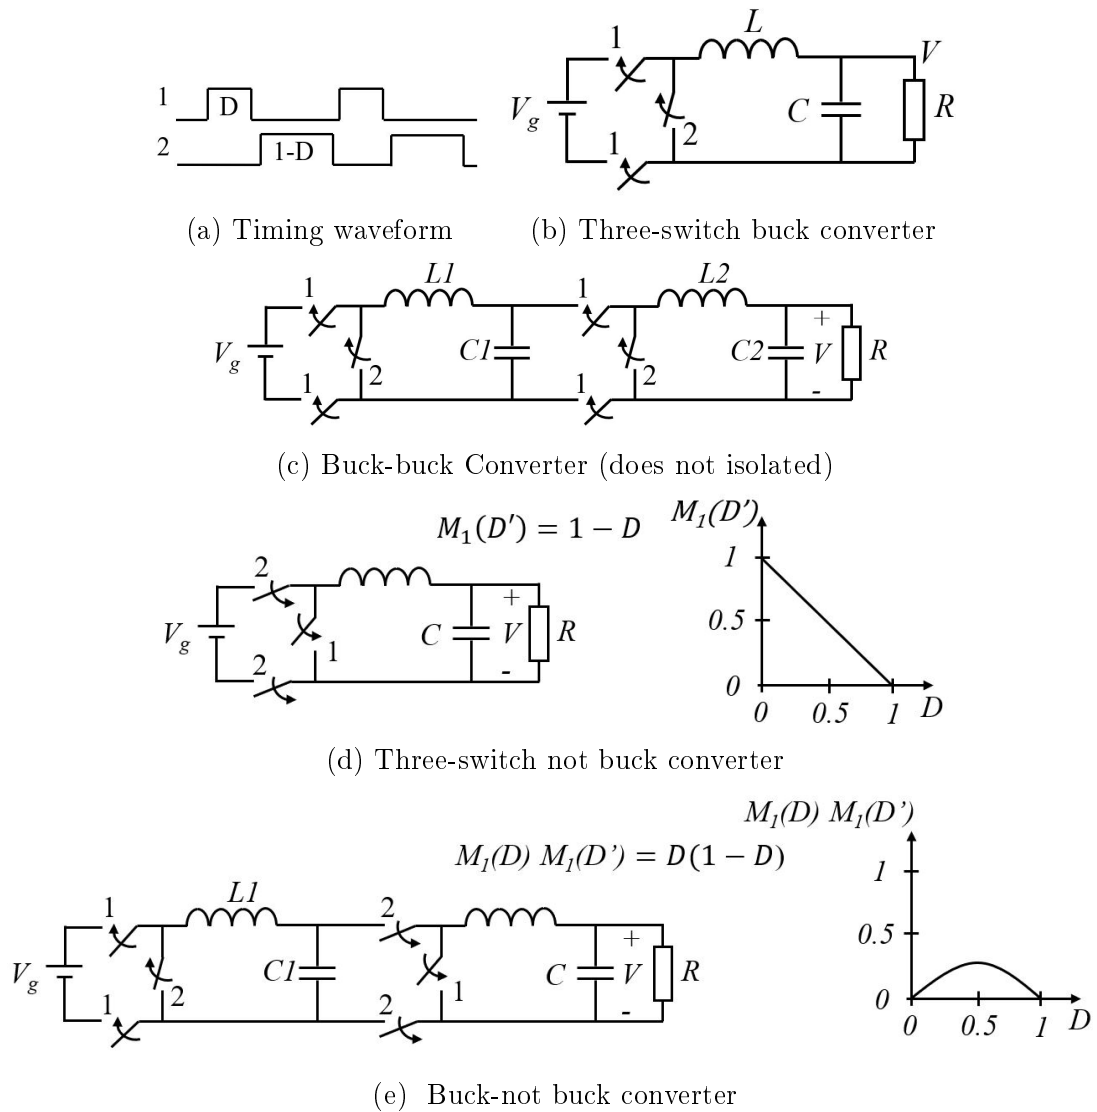 1 D
2 1-D
(a) Timing waveform
L
1
V
V_g
C
R
2
1
(b) Three-switch buck converter
L1
L2
1
1
+
V_g
C1
C2
V
R
2
2
1
1
-
(c) Buck-buck Converter (does not isolated)
M_1(D′) = 1 − D
M_1(D')
2
+
V_g
C
V
R
1
2
-
1
0.5
0
0
0.5
1
D
(d) Three-switch not buck converter
M_1(D) M_1(D')
M_1(D) M_1(D') = D(1 − D)
L1
1
2
+
V_g
C1
C
V
R
2
1
1
2
-
1
0.5
0
0
0.5
1
D
(e) Buck-not buck converter